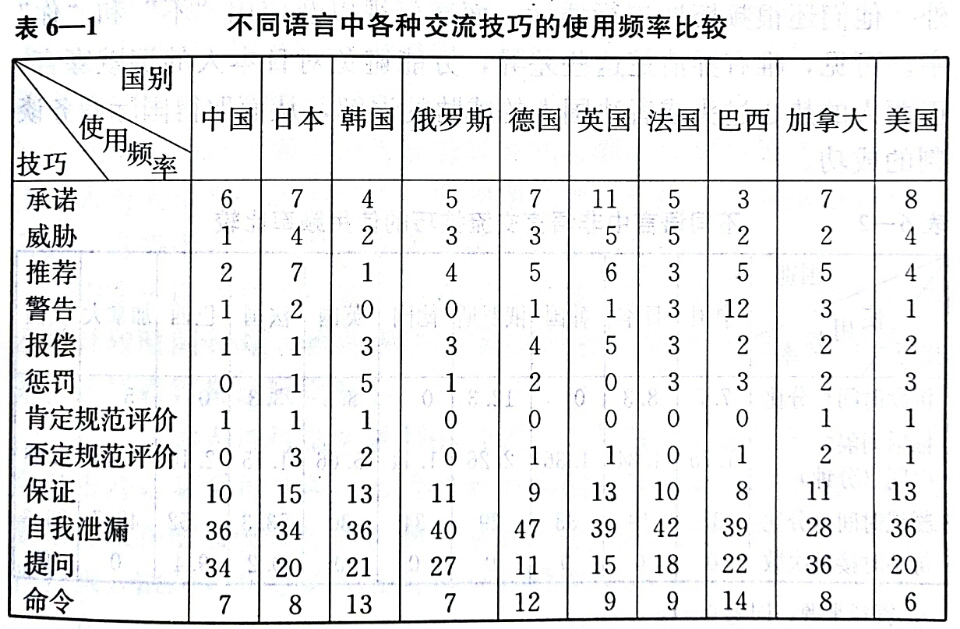 表 6—1 不同语言中各种交流技巧的使用频率比较
国别
使用频率
技巧
中国 日本 韩国 俄罗斯 德国 英国 法国 巴西 加拿大 美国
承诺 6 7 4 5 7 11 5 3 7 8
威胁 1 4 2 3 3 5 5 2 2 4
推荐 2 7 1 4 5 6 3 5 5 4
警告 1 2 0 0 1 1 3 12 3 1
报偿 1 1 3 3 4 5 3 2 2 2
惩罚 0 1 5 1 2 0 3 3 2 3
肯定规范评价 1 1 1 0 0 0 0 0 1 1
否定规范评价 0 3 2 0 1 1 0 1 2 1
保证 10 15 13 11 9 13 10 8 11 13
自我泄漏 36 34 36 40 47 39 42 39 28 36
提问 34 20 21 27 11 15 18 22 36 20
命令 7 8 13 7 12 9 9 14 8 6